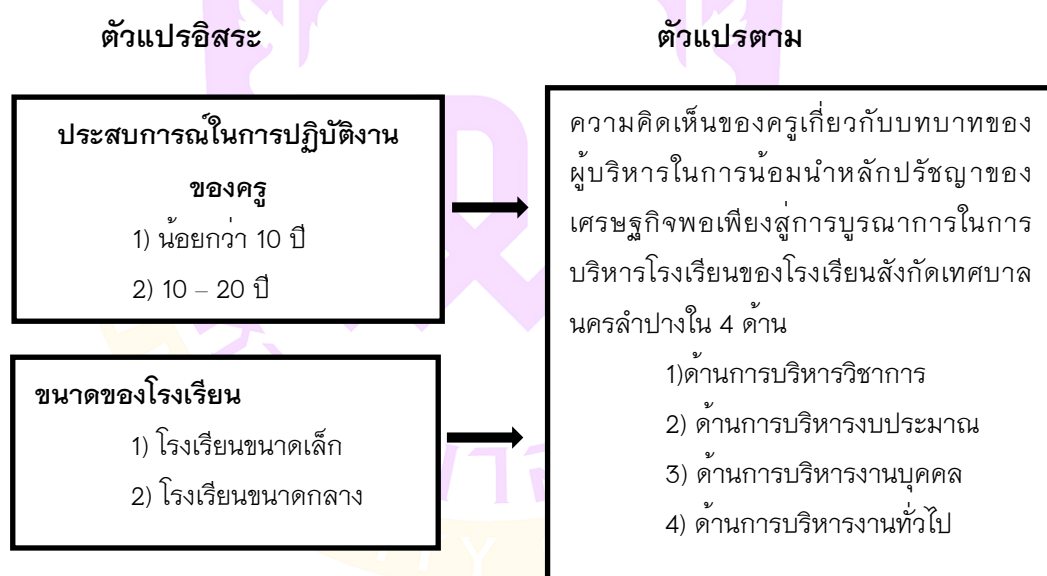 ตัวแปรอิสระ
ตัวแปรตาม
ประสบการณ์ในการปฏิบัติงาน
ของครู
1) น้อยกว่า 10 ปี
2) 10 – 20 ปี
ขนาดของโรงเรียน
1) โรงเรียนขนาดเล็ก
2) โรงเรียนขนาดกลาง
ความคิดเห็นของครูเกี่ยวกับบทบาทของ
ผู้บริหารในการน้อมนำหลักปรัชญาของ
เศรษฐกิจพอเพียงสู่การบูรณาการในการ
บริหารโรงเรียนของโรงเรียนสังกัดเทศบาล
นครลำปางใน 4 ด้าน
1)ด้านการบริหารวิชาการ
2) ด้านการบริหารงบประมาณ
3) ด้านการบริหารงานบุคคล
4) ด้านการบริหารงานทั่วไป